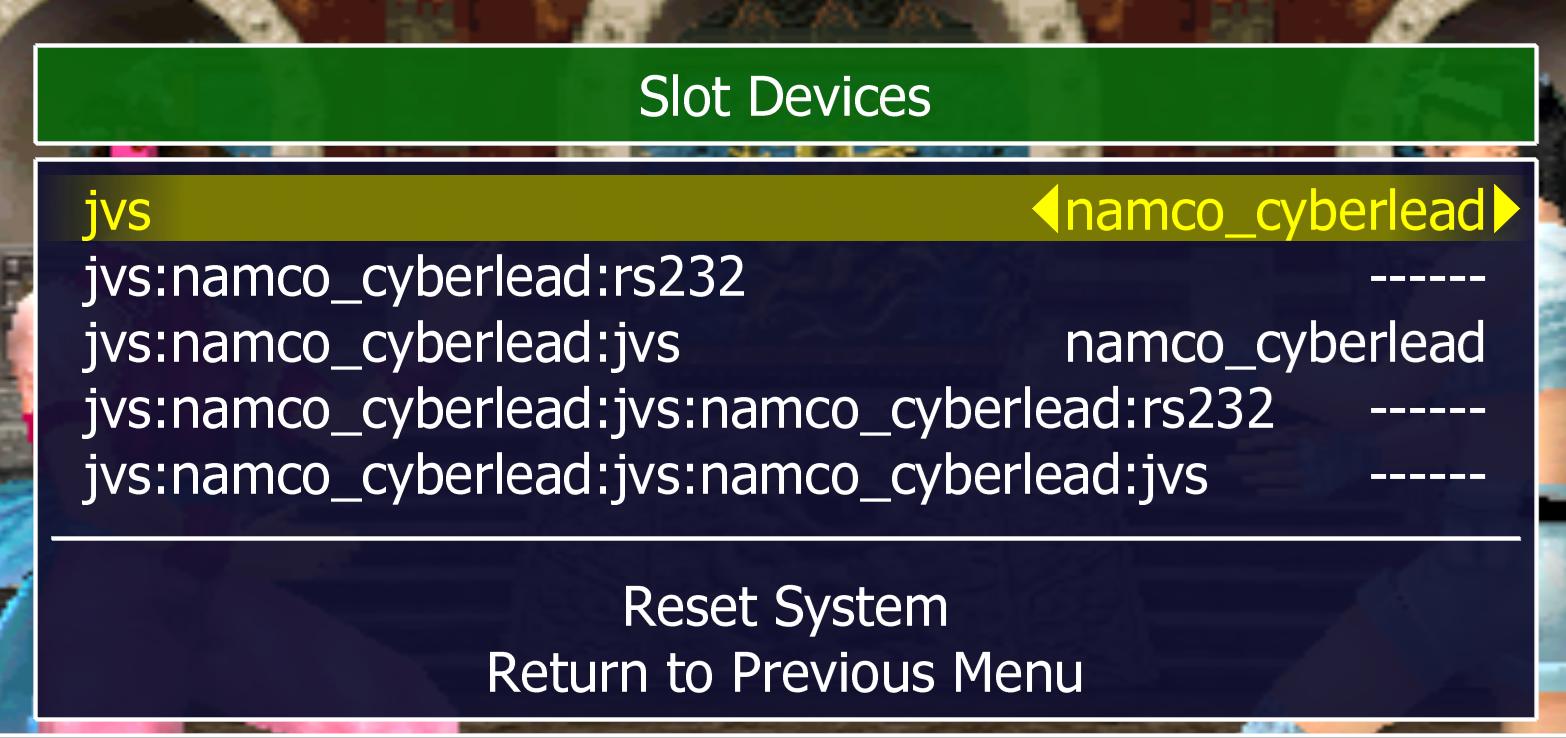 Slot Devices
jvs namco_cyberlead
jvs:namco_cyberlead:rs232 ------
jvs:namco_cyberlead:jvs namco_cyberlead
jvs:namco_cyberlead:jvs:namco_cyberlead:rs232 ------
jvs:namco_cyberlead:jvs:namco_cyberlead:jvs ------
Reset System
Return to Previous Menu